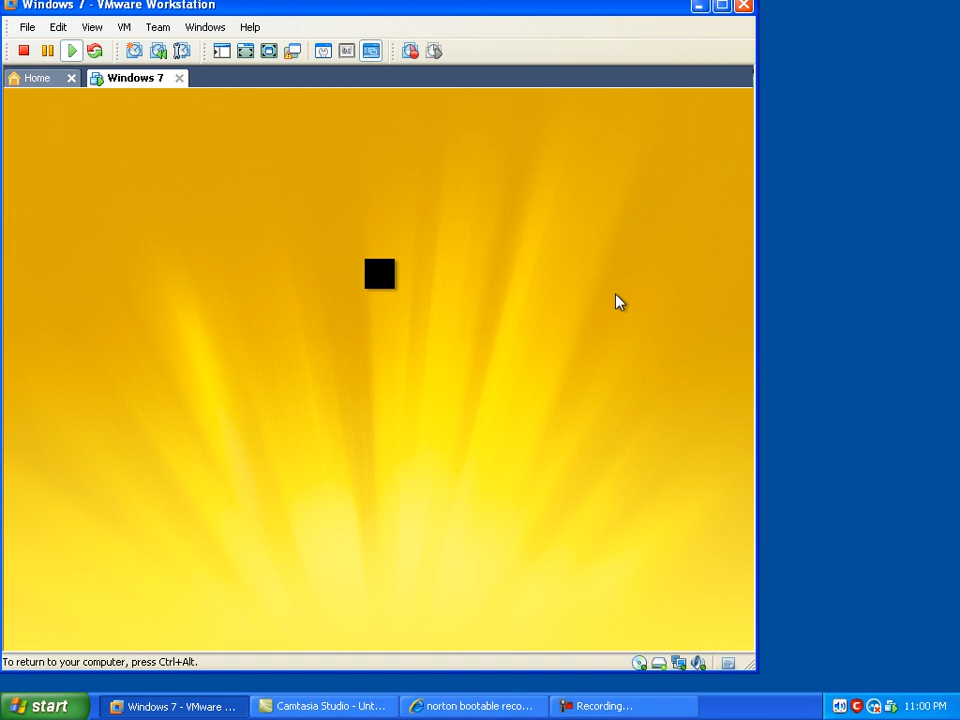 Windows 7 - VMware Workstation
File Edit View VM Team Windows Help
Home Windows 7
To return to your computer, press Ctrl+Alt.
start Windows 7 - VMware ... Camtasia Studio - Unt... norton bootable reco... Recording... 11:00 PM